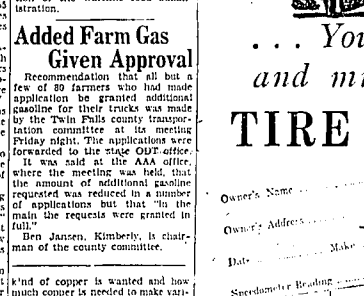 istration.
Added Farm Gas
Given Approval
Recommendation that all but a
few of 80 farmers who had made
application be granted additional
gasoline for their trucks was made
by the Twin Falls county transpor-
tation committee at its meeting
Friday night. The applications were
forwarded to the state ODT office.
It was said at the AAA office,
where the meeting was held, that
the amount of additional gasoline
requested was reduced in a number
of applications but that "in the
main the requests were granted in
full."
Ben Jansen, Kimberly, is chair-
man of the county committee.
kind of copper is wanted and how
much copper is needed to make vari-
... You
and mi
TIRE
Owner's Name
Owner's Address
Date Make
Speedometer Reading